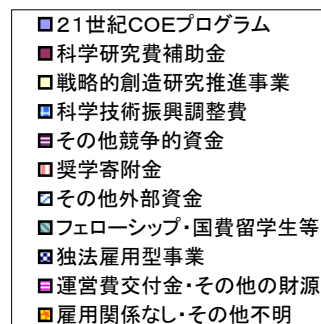 21世紀COEプログラム
科学研究費補助金
戦略的創造研究推進事業
科学技術振興調整費
その他競争的資金
奨学寄附金
その他外部資金
フェローシップ・国費留学生等
独法雇用型事業
運営費交付金・その他の財源
雇用関係なし・その他不明